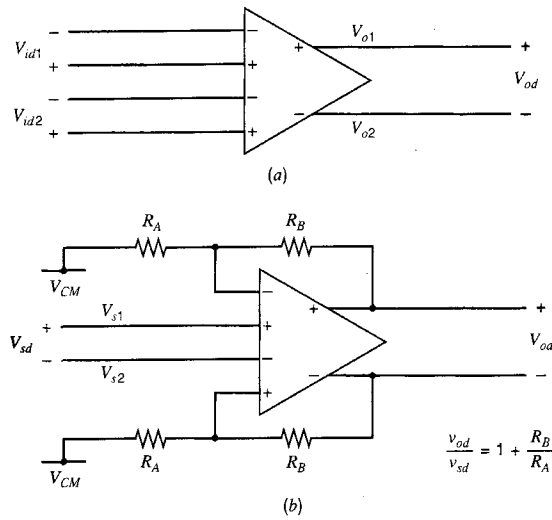 − − V_o1
V_id1 + +
+ + V_od
− −
V_id2 − V_o2 −
+ +
(a)
R_A R_B
V_CM −
V_s1 + +
+ +
V_sd V_od
− − − −
V_s2 +
R_A R_B
V_CM
v_od / v_sd = 1 + R_B / R_A
(b)